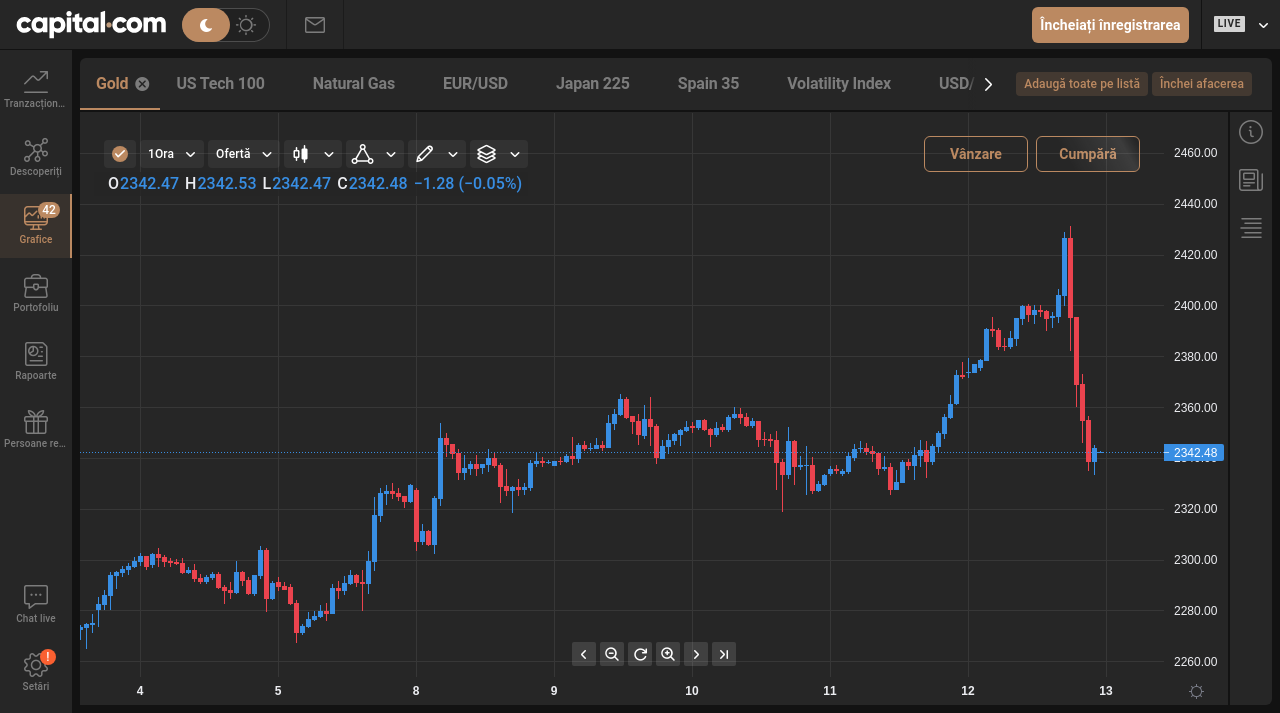 capital.com
Încheiați înregistrarea
LIVE
Tranzacțion...
Descoperiți
42
Grafice
Portofoliu
Rapoarte
Persoane re...
Chat live
!
Setări
Gold US Tech 100 Natural Gas EUR/USD Japan 225 Spain 35 Volatility Index USD/
Adaugă toate pe listă Închei afacerea
1Ora Ofertă
Vânzare Cumpără
O2342.47 H2342.53 L2342.47 C2342.48 −1.28 (−0.05%)
2460.00
2440.00
2420.00
2400.00
2380.00
2360.00
2342.48
2320.00
2300.00
2280.00
2260.00
4 5 8 9 10 11 12 13